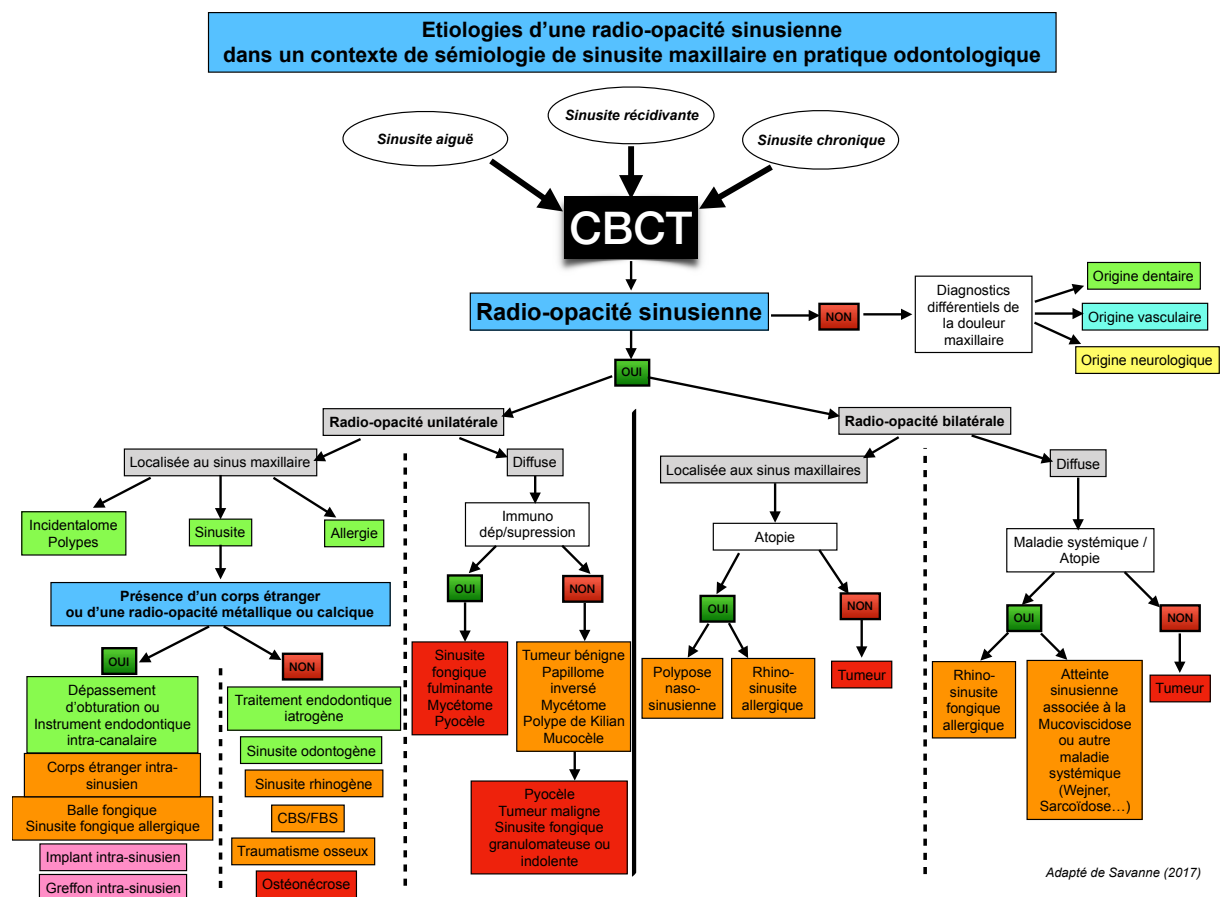 Etiologies d’une radio-opacité sinusienne
dans un contexte de sémiologie de sinusite maxillaire en pratique odontologique
Sinusite aiguë
Sinusite récidivante
Sinusite chronique
CBCT
Radio-opacité sinusienne
NON
Diagnostics
différentiels de
la douleur
maxillaire
Origine dentaire
Origine vasculaire
Origine neurologique
OUI
Radio-opacité unilatérale
Radio-opacité bilatérale
Localisée au sinus maxillaire
Diffuse
Localisée aux sinus maxillaires
Diffuse
Incidentalome
Polypes
Sinusite
Allergie
Immuno
dép/supression
Atopie
Maladie systémique /
Atopie
Présence d’un corps étranger
ou d’une radio-opacité métallique ou calcique
OUI
NON
OUI
NON
OUI
NON
OUI
NON
Dépassement
d’obturation ou
Instrument endodontique
intra-canalaire
Corps étranger intra-
sinusien
Balle fongique
Sinusite fongique allergique
Implant intra-sinusien
Greffon intra-sinusien
Traitement endodontique
iatrogène
Sinusite odontogène
Sinusite rhinogène
CBS/FBS
Traumatisme osseux
Ostéonécrose
Sinusite
fongique
fulminante
Mycétome
Pyocèle
Tumeur bénigne
Papillome
inversé
Mycétome
Polype de Kilian
Mucocèle
Pyocèle
Tumeur maligne
Sinusite fongique
granulomateuse ou
indolente
Polypose
naso-
sinusienne
Rhino-
sinusite
allergique
Tumeur
Rhino-
sinusite
fongique
allergique
Atteinte
sinusienne
associée à la
Mucoviscidose
ou autre
maladie
systémique
(Wejner,
Sarcoïdose…)
Tumeur
Adapté de Savanne (2017)